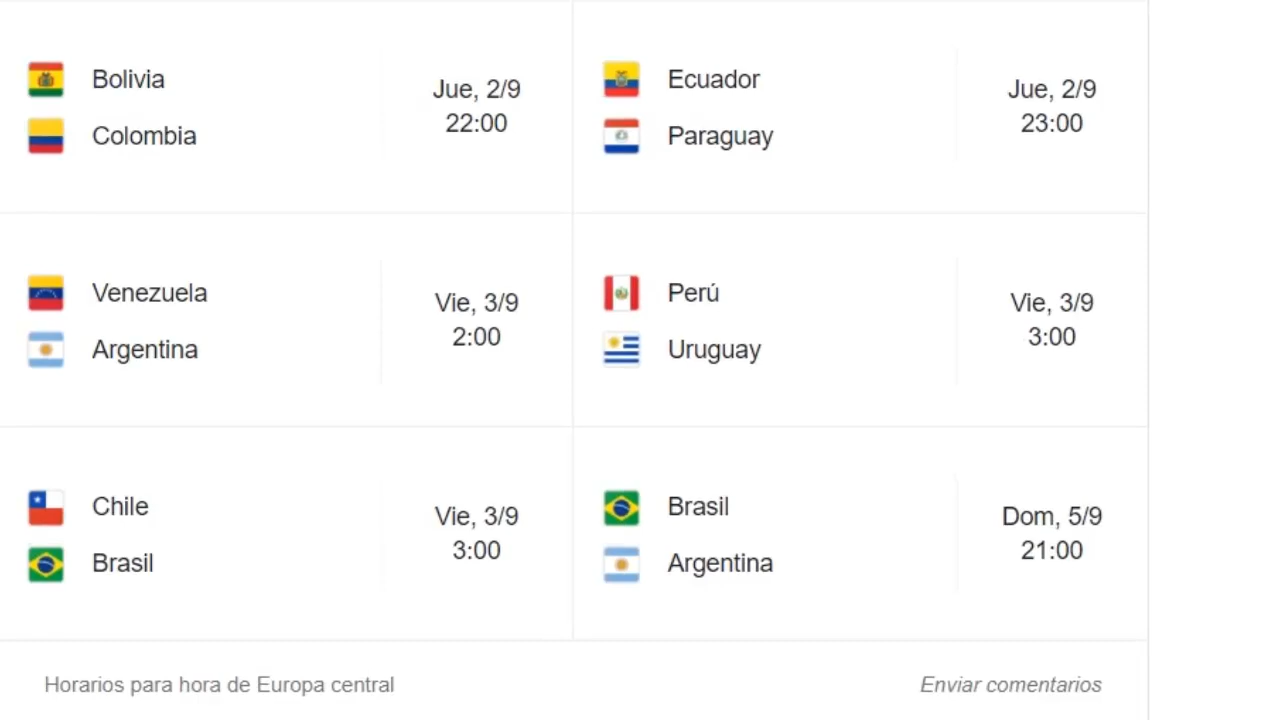 Bolivia
Colombia
Jue, 2/9
22:00
Ecuador
Paraguay
Jue, 2/9
23:00
Venezuela
Argentina
Vie, 3/9
2:00
Perú
Uruguay
Vie, 3/9
3:00
Chile
Brasil
Vie, 3/9
3:00
Brasil
Argentina
Dom, 5/9
21:00
Horarios para hora de Europa central
Enviar comentarios